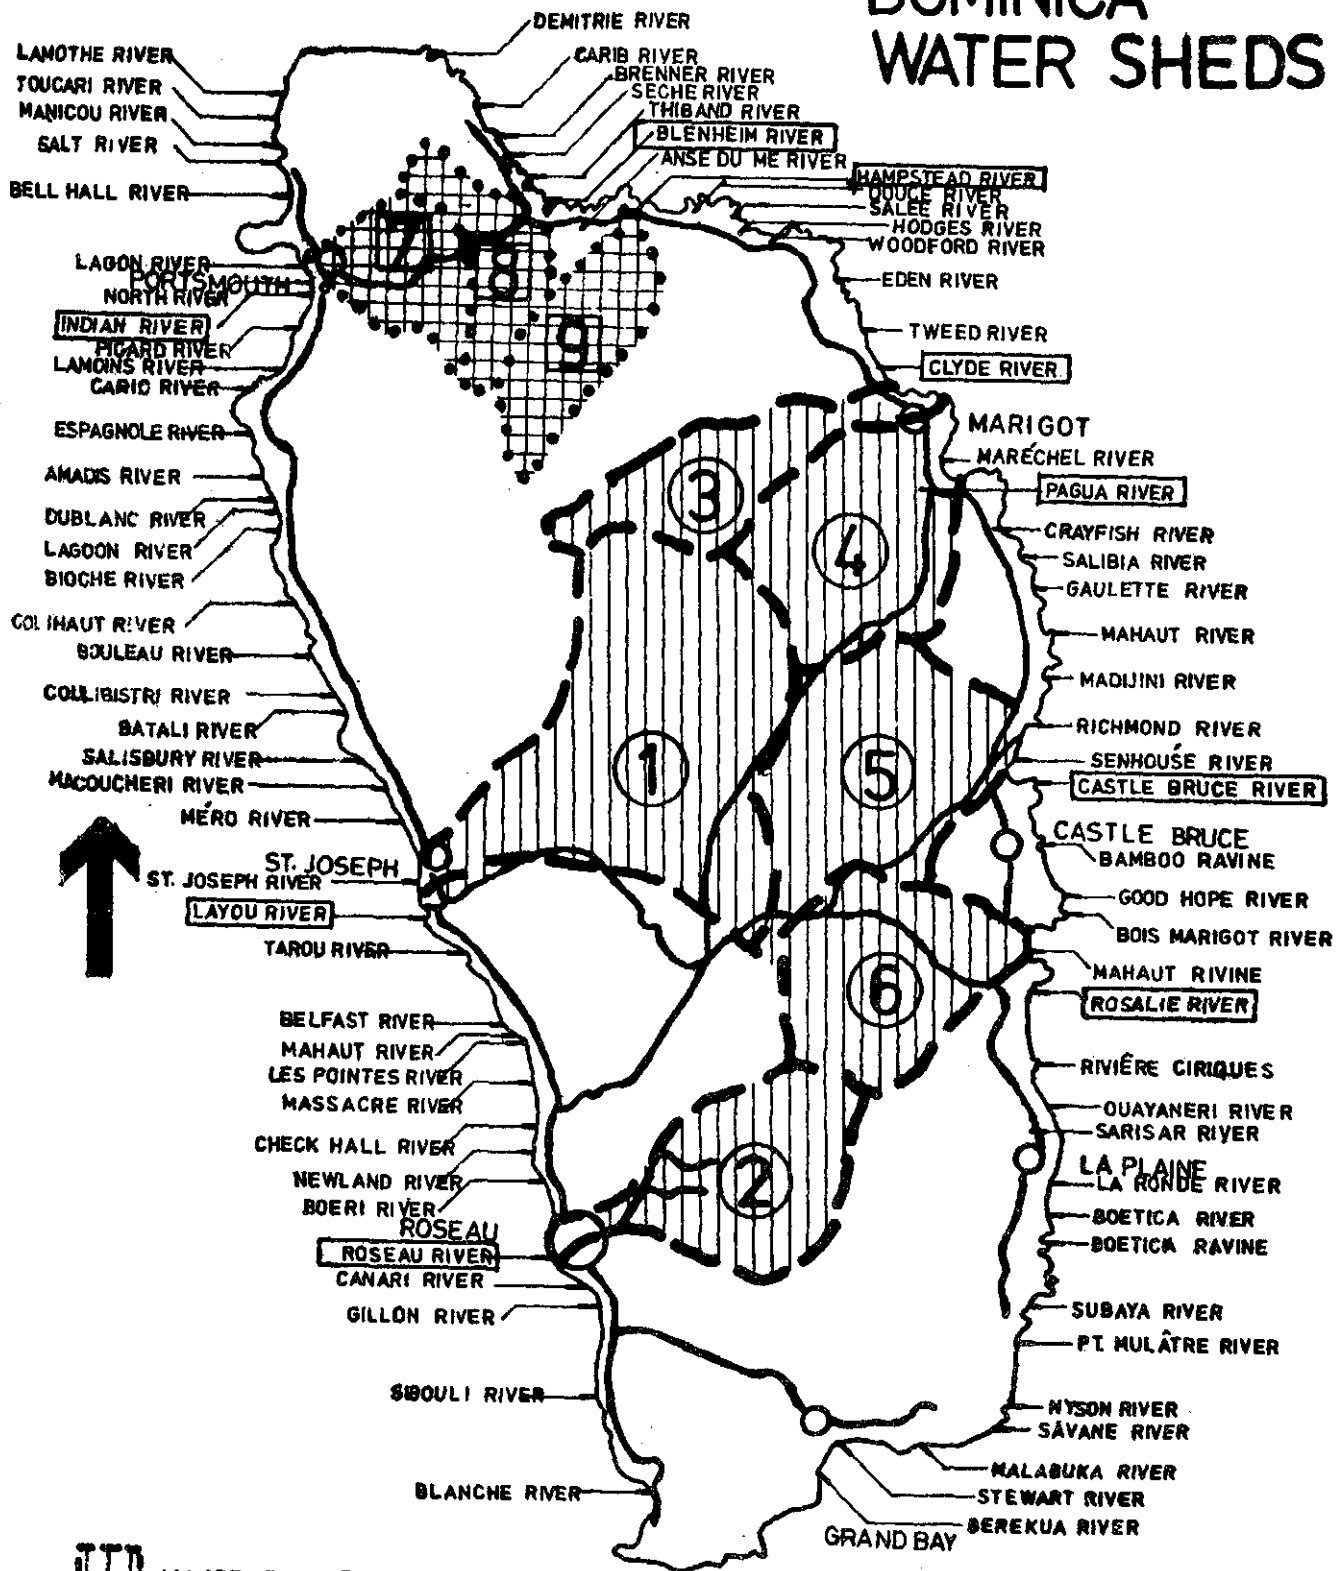 DOMINICA
WATER SHEDS
DEMITRIE RIVER
LAMOTHE RIVER
CARIB RIVER
BRENNER RIVER
TOUCARI RIVER
SECHE RIVER
MANICOU RIVER
THIBAND RIVER
BLENHEIM RIVER
SALT RIVER
ANSE DU ME RIVER
HAMPSTEAD RIVER
BELL HALL RIVER
DOUCE RIVER
SALEE RIVER
HODGES RIVER
WOODFORD RIVER
7
8
9
LAGON RIVER
PORTSMOUTH
EDEN RIVER
NORTH RIVER
INDIAN RIVER
TWEED RIVER
PICARD RIVER
LAMOINS RIVER
CLYDE RIVER
CARIO RIVER
MARIGOT
ESPAGNOLE RIVER
MARÉCHEL RIVER
AMADIS RIVER
3
PAGUA RIVER
DUBLANC RIVER
CRAYFISH RIVER
LAGOON RIVER
4
SALIBIA RIVER
BIOCHE RIVER
GAULETTE RIVER
COLIHAUT RIVER
MAHAUT RIVER
BOULEAU RIVER
MADIJINI RIVER
COULIBISTRI RIVER
RICHMOND RIVER
BATALI RIVER
SALISBURY RIVER
SENHOUSE RIVER
1
5
MACOUCHERI RIVER
CASTLE BRUCE RIVER
MÉRO RIVER
CASTLE BRUCE
ST. JOSEPH
BAMBOO RAVINE
ST. JOSEPH RIVER
GOOD HOPE RIVER
LAYOU RIVER
BOIS MARIGOT RIVER
TAROU RIVER
MAHAUT RIVINE
6
ROSALIE RIVER
BELFAST RIVER
MAHAUT RIVER
LES POINTES RIVER
RIVIÊRE CIRIQUES
MASSACRE RIVER
OUAYANERI RIVER
CHECK HALL RIVER
SARISAR RIVER
LA PLAINE
NEWLAND RIVER
LA RONDE RIVER
2
BOERI RIVER
BOETICA RIVER
ROSEAU
ROSEAU RIVER
BOETICA RAVINE
CANARI RIVER
GILLON RIVER
SUBAYA RIVER
PT. MULÂTRE RIVER
SIBOULI RIVER
NYSON RIVER
SAVANE RIVER
MALABUKA RIVER
BLANCHE RIVER
STEWART RIVER
BEREKUA RIVER
GRAND BAY